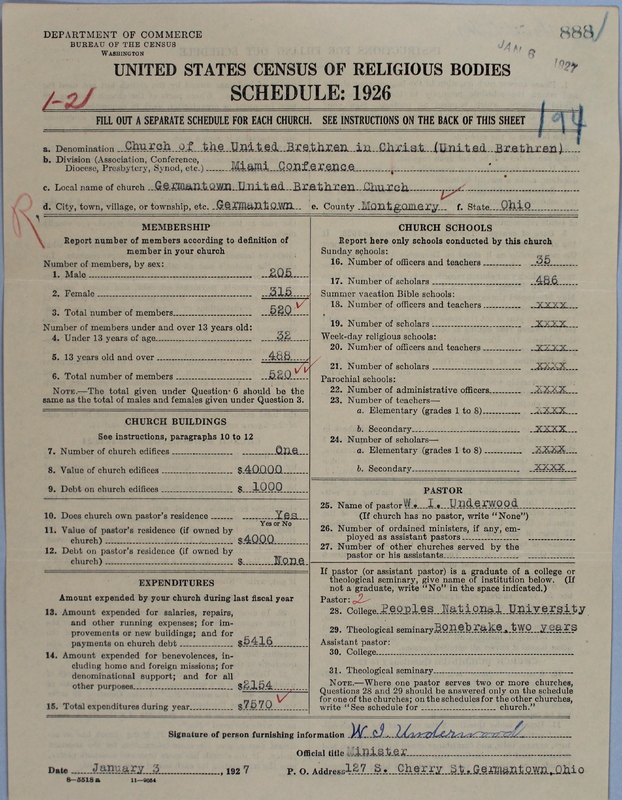 DEPARTMENT OF COMMERCE
BUREAU OF THE CENSUS
WASHINGTON
888
JAN 6 1927
UNITED STATES CENSUS OF RELIGIOUS BODIES
SCHEDULE: 1926
1-21
194
FILL OUT A SEPARATE SCHEDULE FOR EACH CHURCH. SEE INSTRUCTIONS ON THE BACK OF THIS SHEET
a. Denomination Church of the United Brethren in Christ (United Brethren)
b. Division (Association, Conference, Diocese, Presbytery, Synod, etc.) Miami Conference
c. Local name of church Germantown United Brethren Church
d. City, town, village, or township, etc. Germantown e. County Montgomery f. State Ohio
R
MEMBERSHIP
Report number of members according to definition of
member in your church
Number of members, by sex:
1. Male 205
2. Female 315
3. Total number of members 520
Number of members under and over 13 years old:
4. Under 13 years of age 32
5. 13 years old and over 488
6. Total number of members 520
NOTE.—The total given under Question 6 should be
same as the total of males and females given under Question 3.
CHURCH BUILDINGS
See instructions, paragraphs 10 to 12
7. Number of church edifices One
8. Value of church edifices $40000
9. Debt on church edifices $ 1000
10. Does church own pastor's residence Yes
Yes or No
11. Value of pastor's residence (if owned by
church) $4000
12. Debt on pastor's residence (if owned by
church) $ None
EXPENDITURES
Amount expended by your church during last fiscal year
13. Amount expended for salaries, repairs,
and other running expenses; for im-
provements or new buildings; and for
payments on church debt $5416
14. Amount expended for benevolences, in-
cluding home and foreign missions; for
denominational support; and for all
other purposes $2154
15. Total expenditures during year $7570
CHURCH SCHOOLS
Report here only schools conducted by this church
Sunday schools:
16. Number of officers and teachers 35
17. Number of scholars 486
Summer vacation Bible schools:
18. Number of officers and teachers xxxx
19. Number of scholars xxxx
Week-day religious schools:
20. Number of officers and teachers xxxx
21. Number of scholars xxxx
Parochial schools:
22. Number of administrative officers xxxx
23. Number of teachers—
a. Elementary (grades 1 to 8) xxxx
b. Secondary xxxx
24. Number of scholars—
a. Elementary (grades 1 to 8) xxxx
b. Secondary xxxx
PASTOR
25. Name of pastor W. I. Underwood
(If church has no pastor, write "None")
26. Number of ordained ministers, if any, em-
ployed as assistant pastors
27. Number of other churches served by the
pastor or his assistants
If pastor (or assistant pastor) is a graduate of a college or
theological seminary, give name of institution below. (If
not a graduate, write "No" in the space indicated.)
Pastor: 2
28. College Peoples National University
29. Theological seminary Bonebrake, two years
Assistant pastor:
30. College
31. Theological seminary
NOTE.—Where one pastor serves two or more churches,
Questions 28 and 29 should be answered only on the schedule
for one of the churches; on the schedules for the other churches,
write "See schedule for church."
Signature of person furnishing information W. I. Underwood
Official title Minister
Date January 3, 1927 P. O. Address 127 S. Cherry St. Germantown, Ohio
8-5518a 11-9054